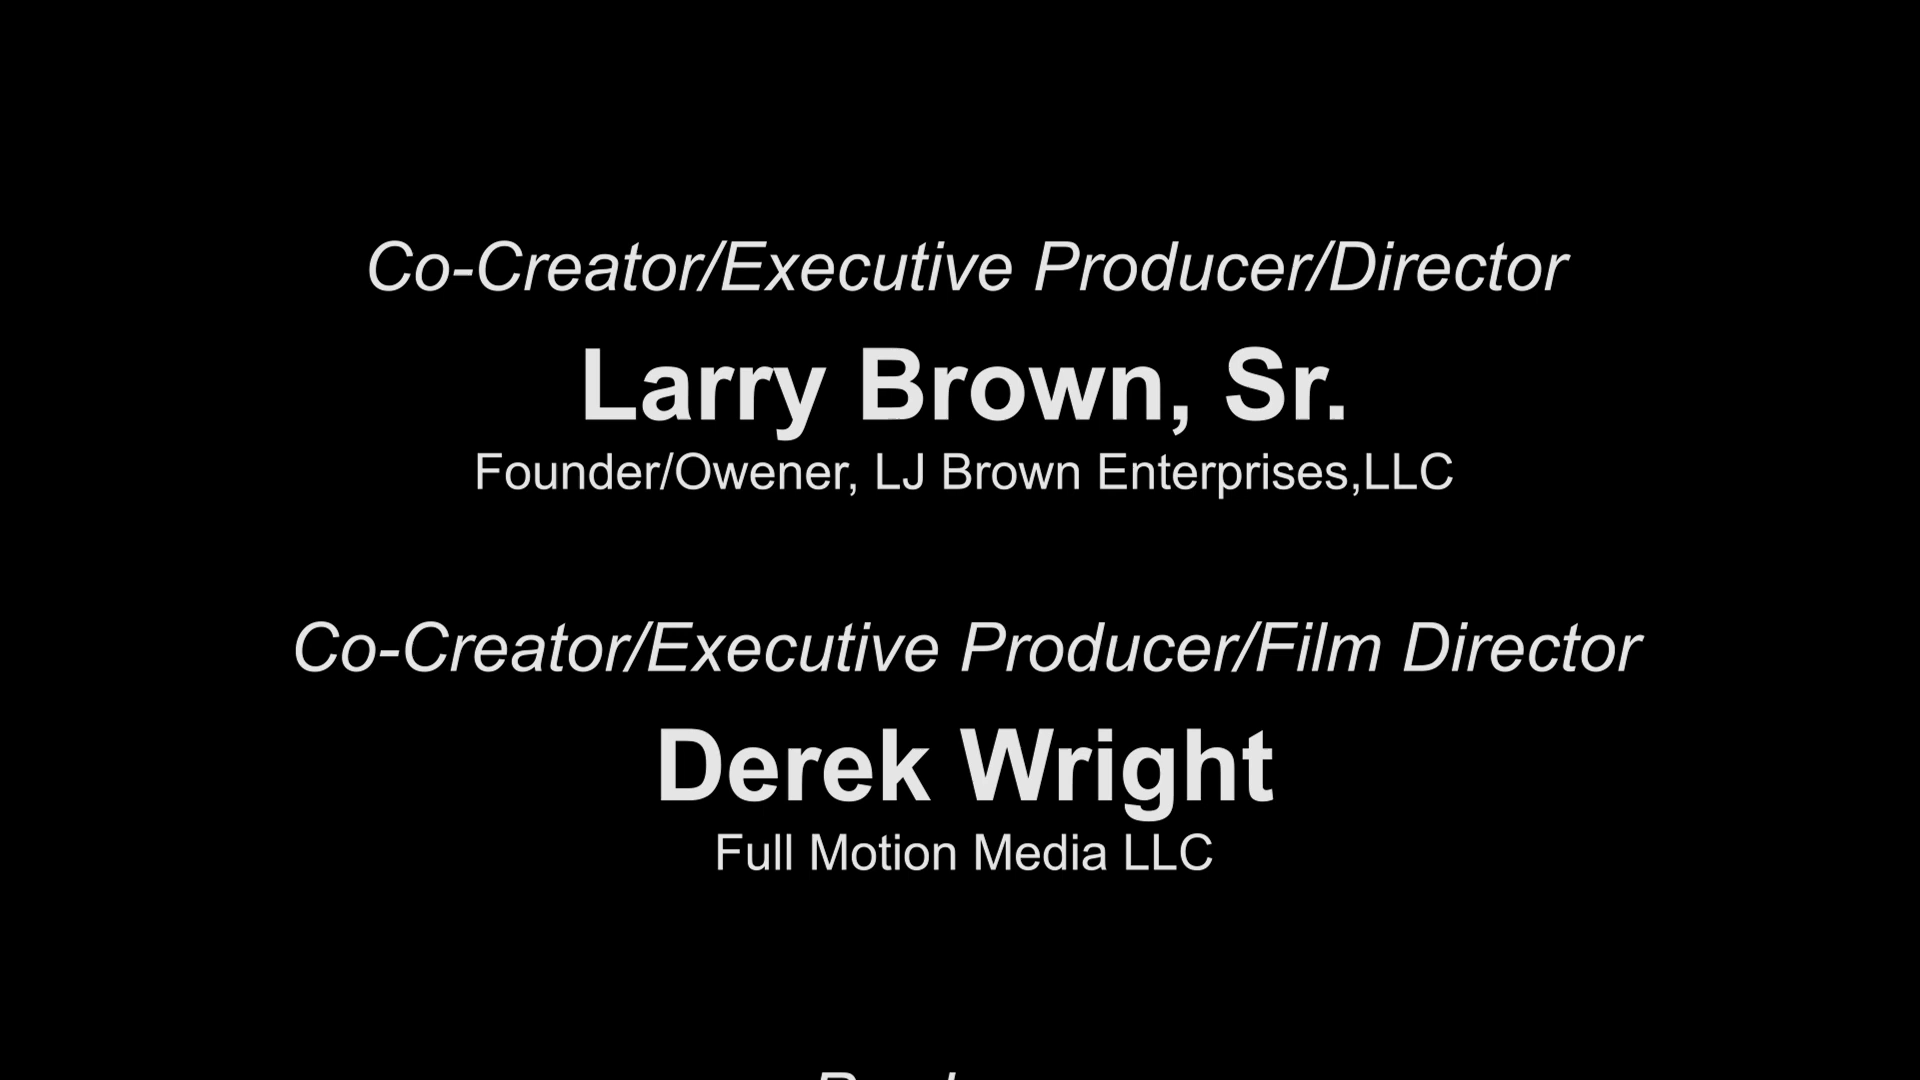 Co-Creator/Executive Producer/Director
Larry Brown, Sr.
Founder/Owener, LJ Brown Enterprises,LLC
Co-Creator/Executive Producer/Film Director
Derek Wright
Full Motion Media LLC